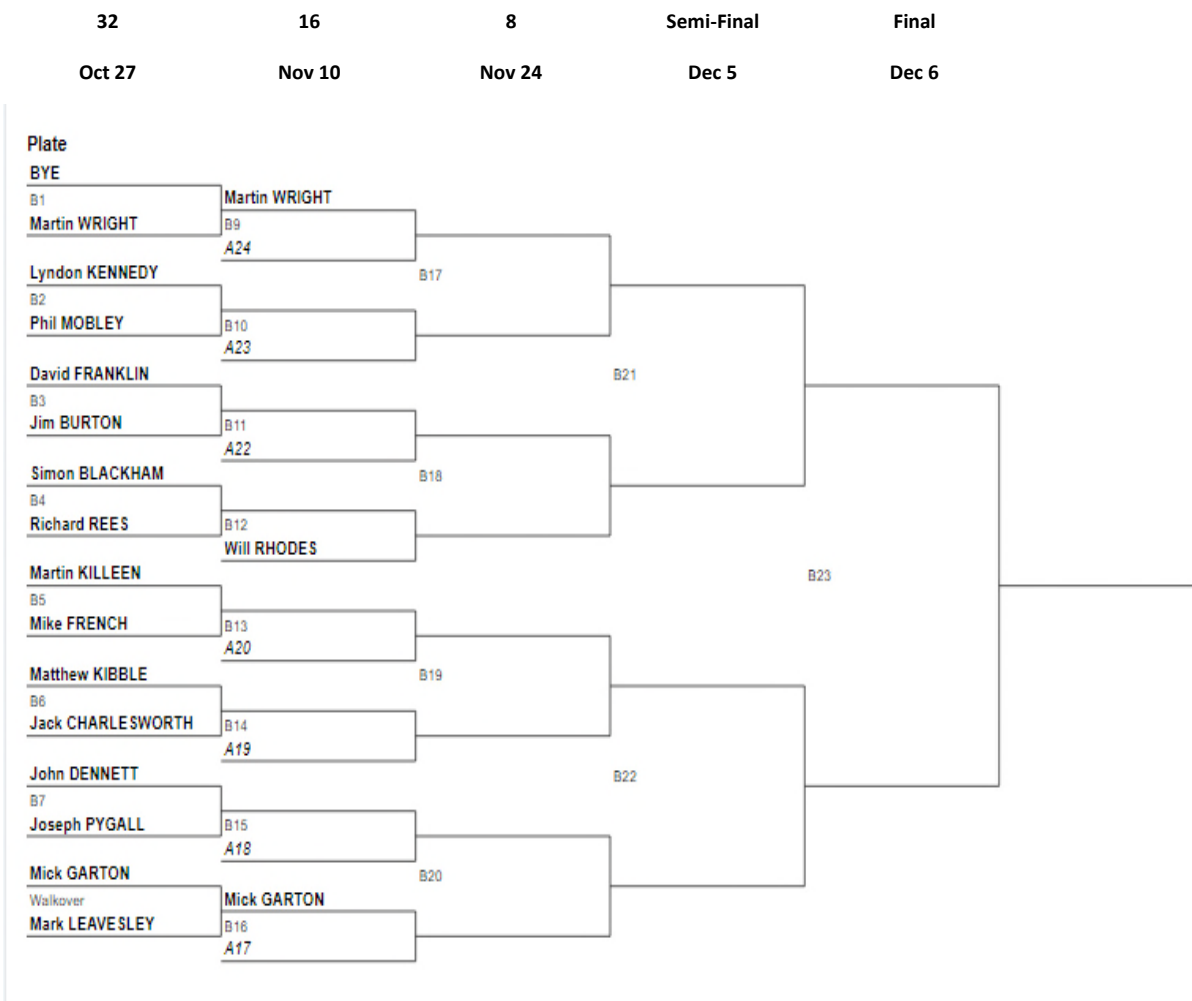 32 16 8 Semi-Final Final
Oct 27 Nov 10 Nov 24 Dec 5 Dec 6
Plate
BYE
B1
Martin WRIGHT
Martin WRIGHT
B9
A24
B17
Lyndon KENNEDY
B2
Phil MOBLEY
B10
A23
B21
David FRANKLIN
B3
Jim BURTON
B11
A22
B18
Simon BLACKHAM
B4
Richard REES
B12
Will RHODES
B23
Martin KILLEEN
B5
Mike FRENCH
B13
A20
B19
Matthew KIBBLE
B6
Jack CHARLESWORTH
B14
A19
B22
John DENNETT
B7
Joseph PYGALL
B15
A18
B20
Mick GARTON
Walkover
Mark LEAVESLEY
Mick GARTON
B16
A17